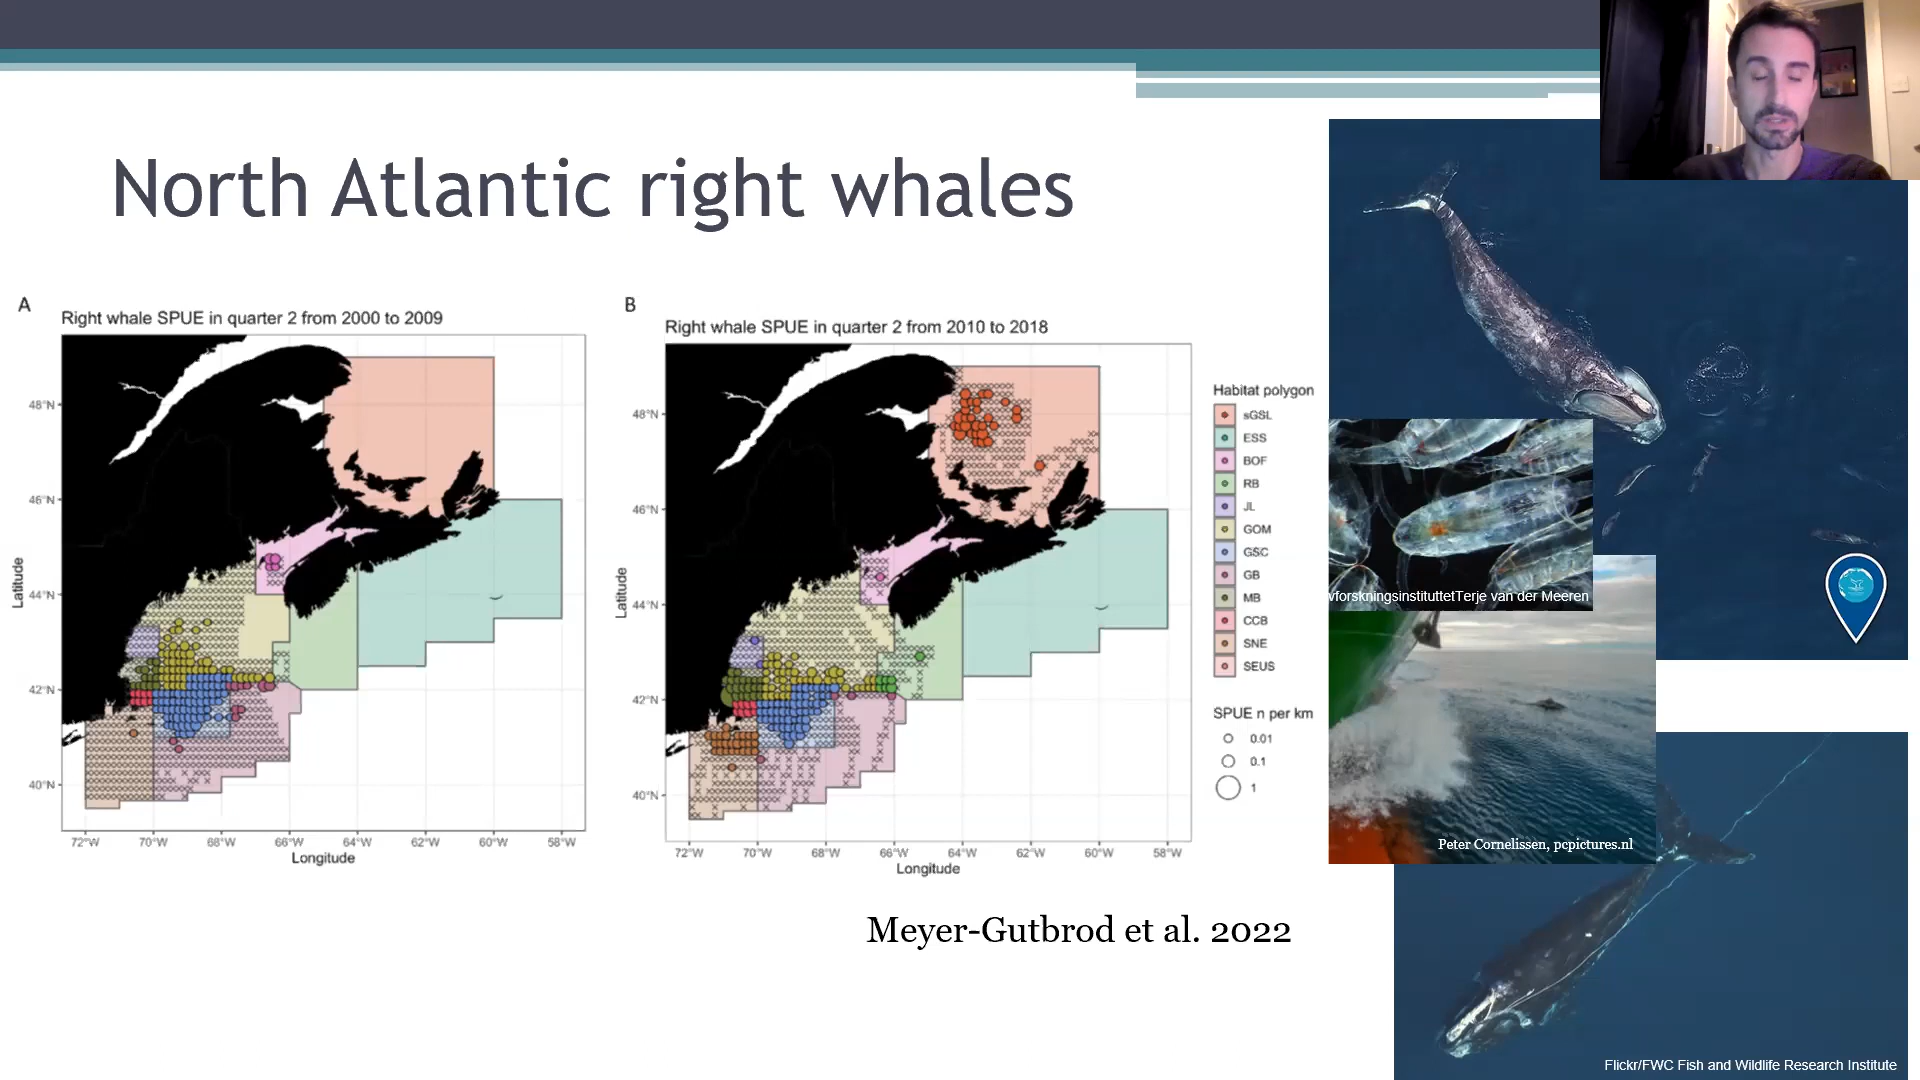 North Atlantic right whales
A
Right whale SPUE in quarter 2 from 2000 to 2009
48°N
46°N
44°N
42°N
40°N
Latitude
72°W 70°W 68°W 66°W 64°W 62°W 60°W 58°W
Longitude
B
Right whale SPUE in quarter 2 from 2010 to 2018
48°N
46°N
44°N
42°N
40°N
Latitude
72°W 70°W 68°W 66°W 64°W 62°W 60°W 58°W
Longitude
Habitat polygon
sGSL
ESS
BOF
RB
JL
GOM
GSC
GB
MB
CCB
SNE
SEUS
SPUE n per km
0.01
0.1
1
Meyer-Gutbrod et al. 2022
vforskningsinstituttetTerje van der Meeren
Peter Cornelissen, pcpictures.nl
Flickr/FWC Fish and Wildlife Research Institute